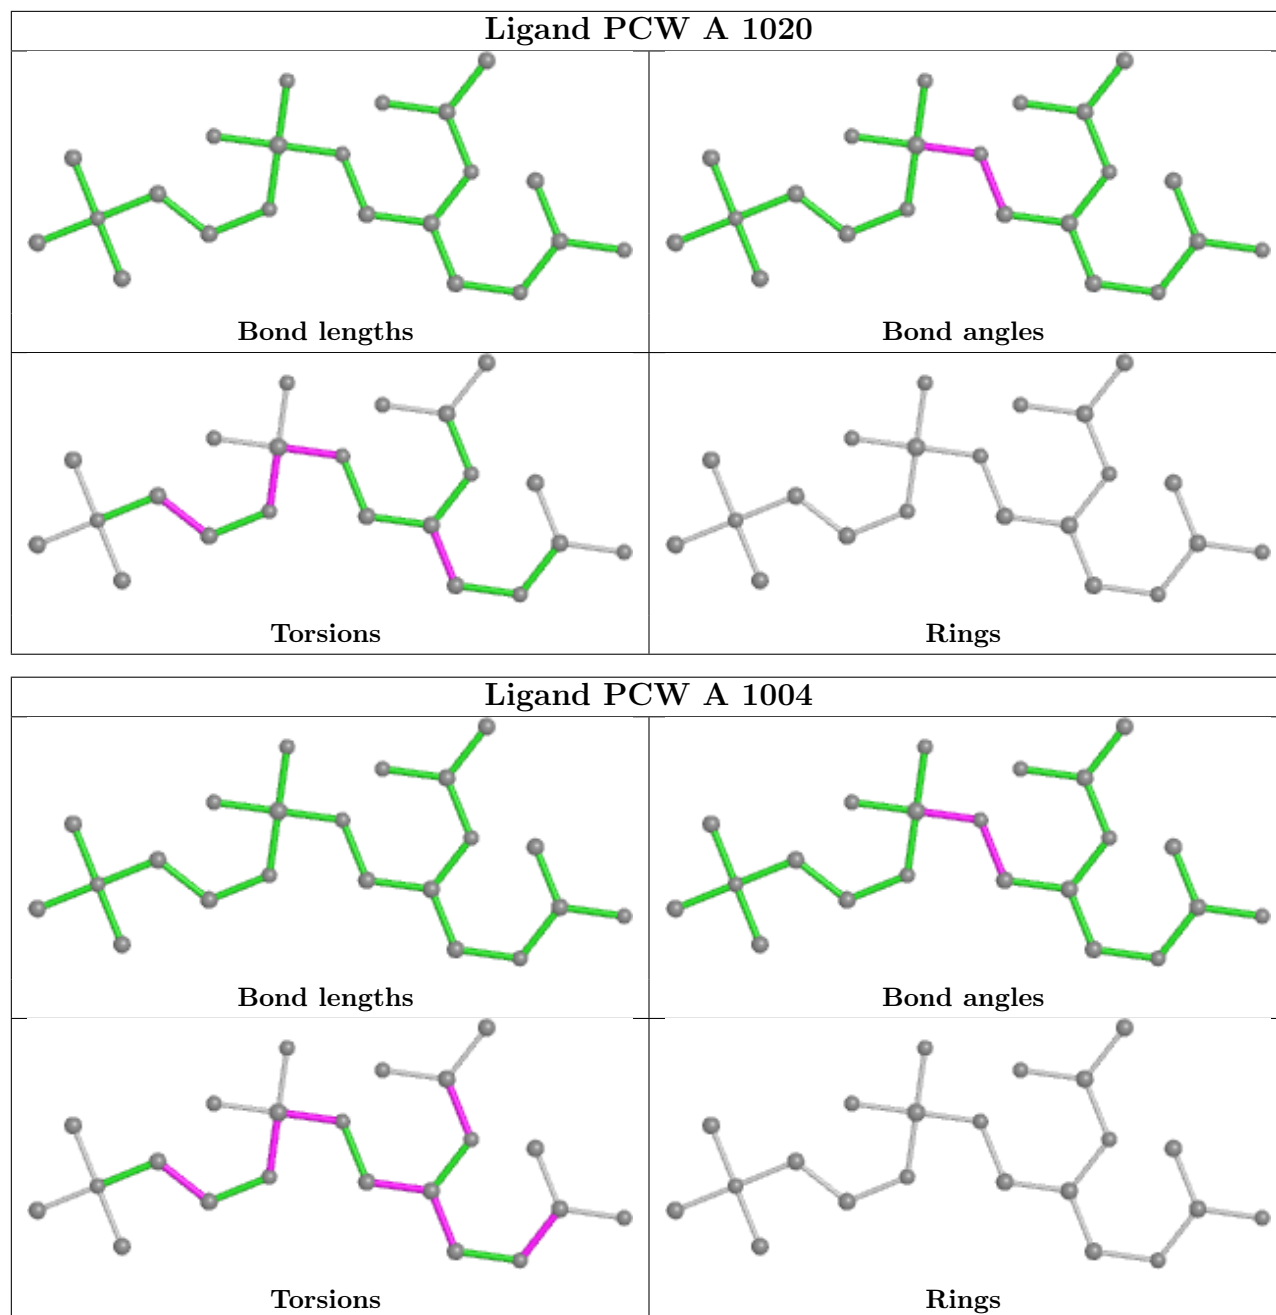 Ligand PCW A 1020
Bond lengths
Bond angles
Torsions
Rings
Ligand PCW A 1004
Bond lengths
Bond angles
Torsions
Rings